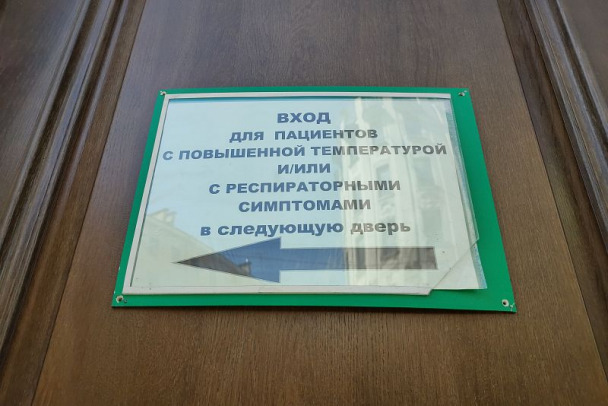 ВХОД
ДЛЯ ПАЦИЕНТОВ
С ПОВЫШЕННОЙ ТЕМПЕРАТУРОЙ
И/ИЛИ
С РЕСПИРАТОРНЫМИ
СИМПТОМАМИ
в следующую дверь